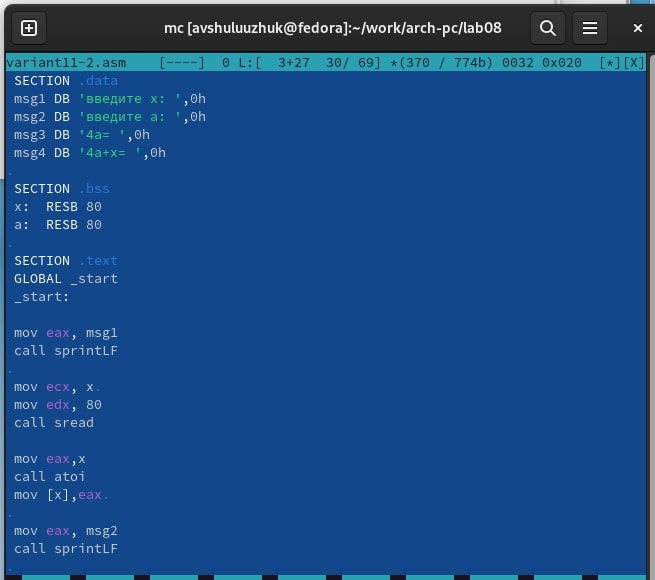 mc [avshuluuzhuk@fedora]:~/work/arch-pc/lab08
variant11-2.asm [----] 0 L:[ 3+27 30/ 69] *(370 / 774b) 0032 0x020 [*][X]
SECTION .data
msg1 DB 'введите x: ',0h
msg2 DB 'введите a: ',0h
msg3 DB '4a= ',0h
msg4 DB '4a+x= ',0h
.
SECTION .bss
x: RESB 80
a: RESB 80
.
SECTION .text
GLOBAL _start
_start:
mov eax, msg1
call sprintLF
.
mov ecx, x.
mov edx, 80
call sread
mov eax,x
call atoi
mov [x],eax.
.
mov eax, msg2
call sprintLF
.